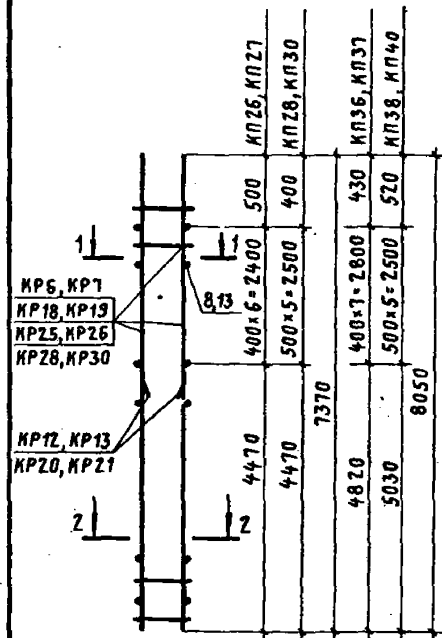 КП26, КП27
КП28, КП30
КП36, КП37
КП38, КП40
500
400
430
520
1
1
КР6, КР7
КР18, КР19
КР25, КР26
КР28, КР30
8,13
400×6=2400
500×5=2500
400×7=2800
500×5=2500
7370
8050
КР12, КР13
КР20, КР21
4470
4470
4820
5030
2
2